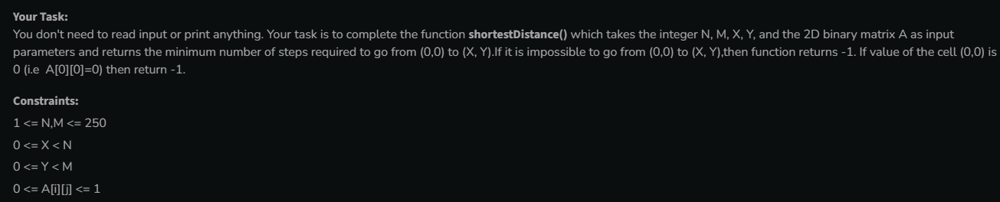 Your Task:
You don't need to read input or print anything. Your task is to complete the function shortestDistance() which takes the integer N, M, X, Y, and the 2D binary matrix A as input
parameters and returns the minimum number of steps required to go from (0,0) to (X, Y).If it is impossible to go from (0,0) to (X, Y),then function returns -1. If value of the cell (0,0) is
0 (i.e  A[0][0]=0) then return -1.
Constraints:
1 <= N,M <= 250
0 <= X < N
0 <= Y < M
0 <= A[i][j] <= 1